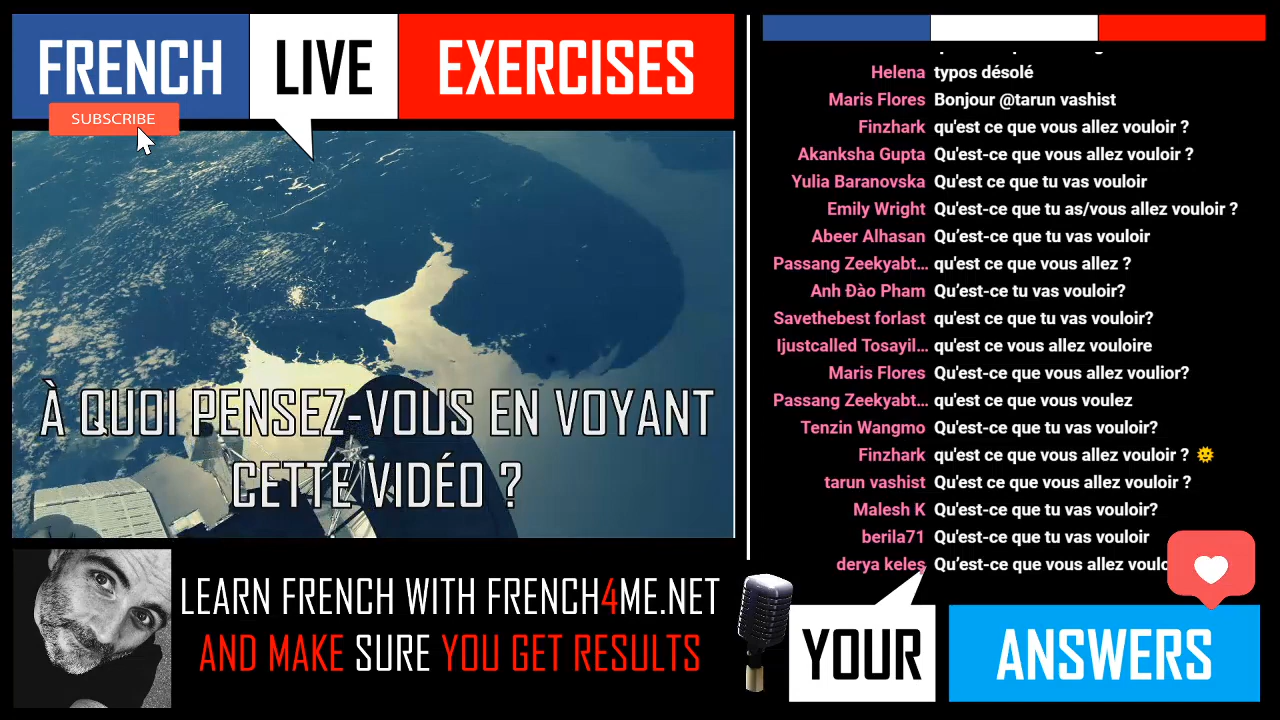 FRENCH LIVE EXERCISES
SUBSCRIBE
À QUOI PENSEZ-VOUS EN VOYANT
CETTE VIDÉO ?
LEARN FRENCH WITH FRENCH4ME.NET
AND MAKE SURE YOU GET RESULTS
Helena typos désolé
Maris Flores Bonjour @tarun vashist
Finzhark qu'est ce que vous allez vouloir ?
Akanksha Gupta Qu'est-ce que vous allez vouloir ?
Yulia Baranovska Qu'est ce que tu vas vouloir
Emily Wright Qu'est-ce que tu as/vous allez vouloir ?
Abeer Alhasan Qu’est-ce que tu vas vouloir
Passang Zeekyabt... qu'est ce que vous allez ?
Anh Đào Pham Qu’est-ce tu vas vouloir?
Savethebest forlast qu'est ce que tu vas vouloir?
Ijustcalled Tosayil... qu'est ce vous allez vouloire
Maris Flores Qu'est-ce que vous allez voulior?
Passang Zeekyabt... qu'est ce que vous voulez
Tenzin Wangmo Qu'est-ce que tu vas vouloir?
Finzhark qu'est ce que vous allez vouloir ? 🌞
tarun vashist Qu'est ce que vous allez vouloir ?
Malesh K Qu'est-ce que tu vas vouloir?
berila71 Qu'est-ce que tu vas vouloir
derya keleş Qu’est-ce que vous allez
YOUR ANSWERS